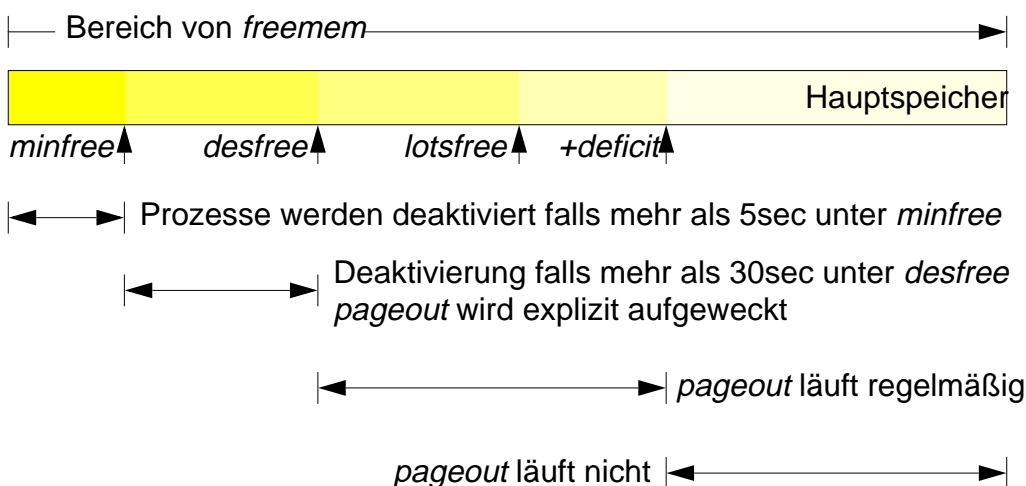 Bereich von freemem
Hauptspeicher
minfree desfree lotsfree +deficit
Prozesse werden deaktiviert falls mehr als 5sec unter minfree
Deaktivierung falls mehr als 30sec unter desfree
pageout wird explizit aufgeweckt
pageout läuft regelmäßig
pageout läuft nicht